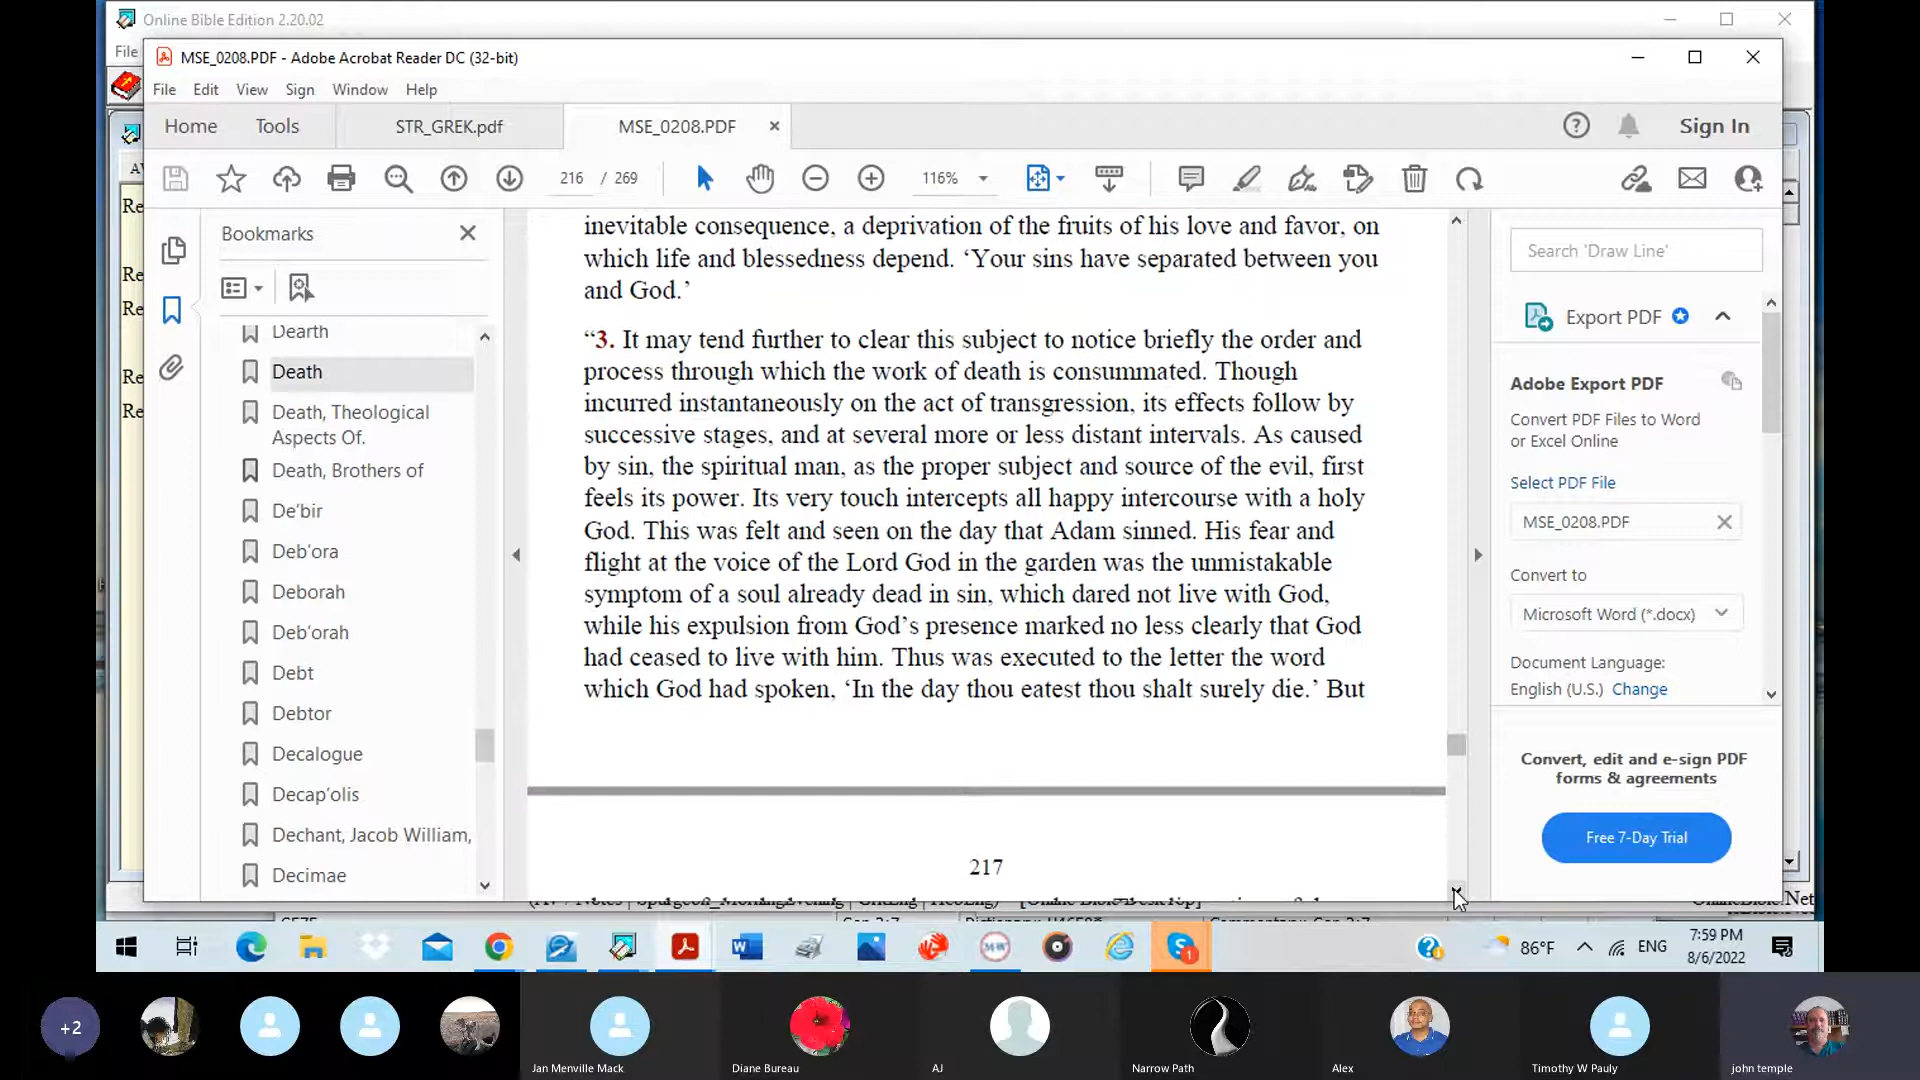 Online Bible Edition 2.20.02
File
MSE_0208.PDF - Adobe Acrobat Reader DC (32-bit)
File Edit View Sign Window Help
Home Tools STR_GREK.pdf MSE_0208.PDF × Sign In
216 / 269 116%
Re
Re
Re
Re
Re
Bookmarks
Dearth
Death
Death, Theological
Aspects Of.
Death, Brothers of
De’bir
Deb’ora
Deborah
Deb’orah
Debt
Debtor
Decalogue
Decap’olis
Dechant, Jacob William,
Decimae
inevitable consequence, a deprivation of the fruits of his love and favor, on
which life and blessedness depend. ‘Your sins have separated between you
and God.’
“3. It may tend further to clear this subject to notice briefly the order and
process through which the work of death is consummated. Though
incurred instantaneously on the act of transgression, its effects follow by
successive stages, and at several more or less distant intervals. As caused
by sin, the spiritual man, as the proper subject and source of the evil, first
feels its power. Its very touch intercepts all happy intercourse with a holy
God. This was felt and seen on the day that Adam sinned. His fear and
flight at the voice of the Lord God in the garden was the unmistakable
symptom of a soul already dead in sin, which dared not live with God,
while his expulsion from God’s presence marked no less clearly that God
had ceased to live with him. Thus was executed to the letter the word
which God had spoken, ‘In the day thou eatest thou shalt surely die.’ But
217
Search 'Draw Line'
Export PDF
Adobe Export PDF
Convert PDF Files to Word
or Excel Online
Select PDF File
MSE_0208.PDF
Convert to
Microsoft Word (*.docx)
Document Language:
English (U.S.) Change
Convert, edit and e-sign PDF
forms & agreements
Free 7-Day Trial
86°F ENG 7:59 PM
8/6/2022
+2
Jan Menville Mack
Diane Bureau
AJ
Narrow Path
Alex
Timothy W Pauly
john temple